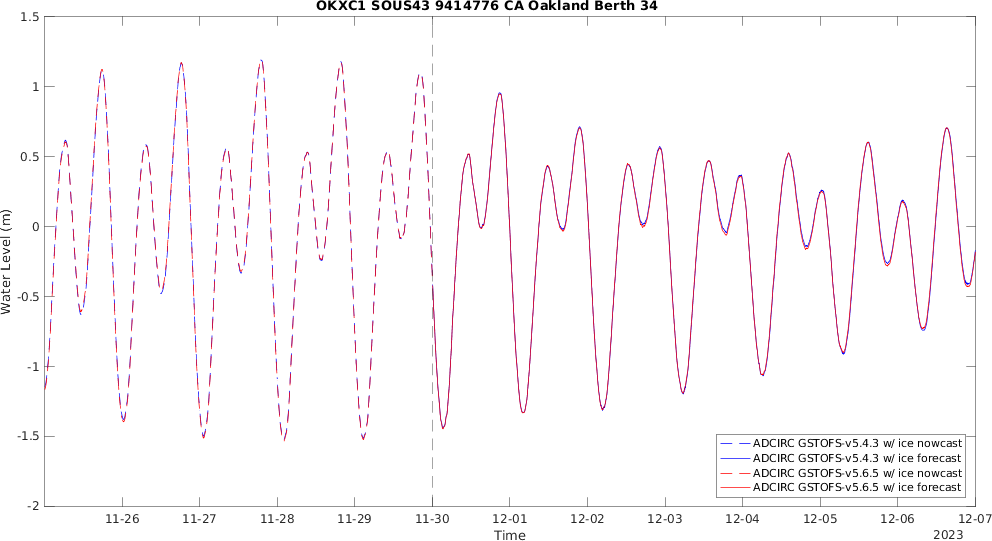 OKXC1 SOUS43 9414776 CA Oakland Berth 34
1.5
1
0.5
0
-0.5
-1
-1.5
-2
Water Level (m)
11-26 11-27 11-28 11-29 11-30 12-01 12-02 12-03 12-04 12-05 12-06 12-07
Time
2023
ADCIRC GSTOFS-v5.4.3 w/ ice nowcast
ADCIRC GSTOFS-v5.4.3 w/ ice forecast
ADCIRC GSTOFS-v5.6.5 w/ ice nowcast
ADCIRC GSTOFS-v5.6.5 w/ ice forecast